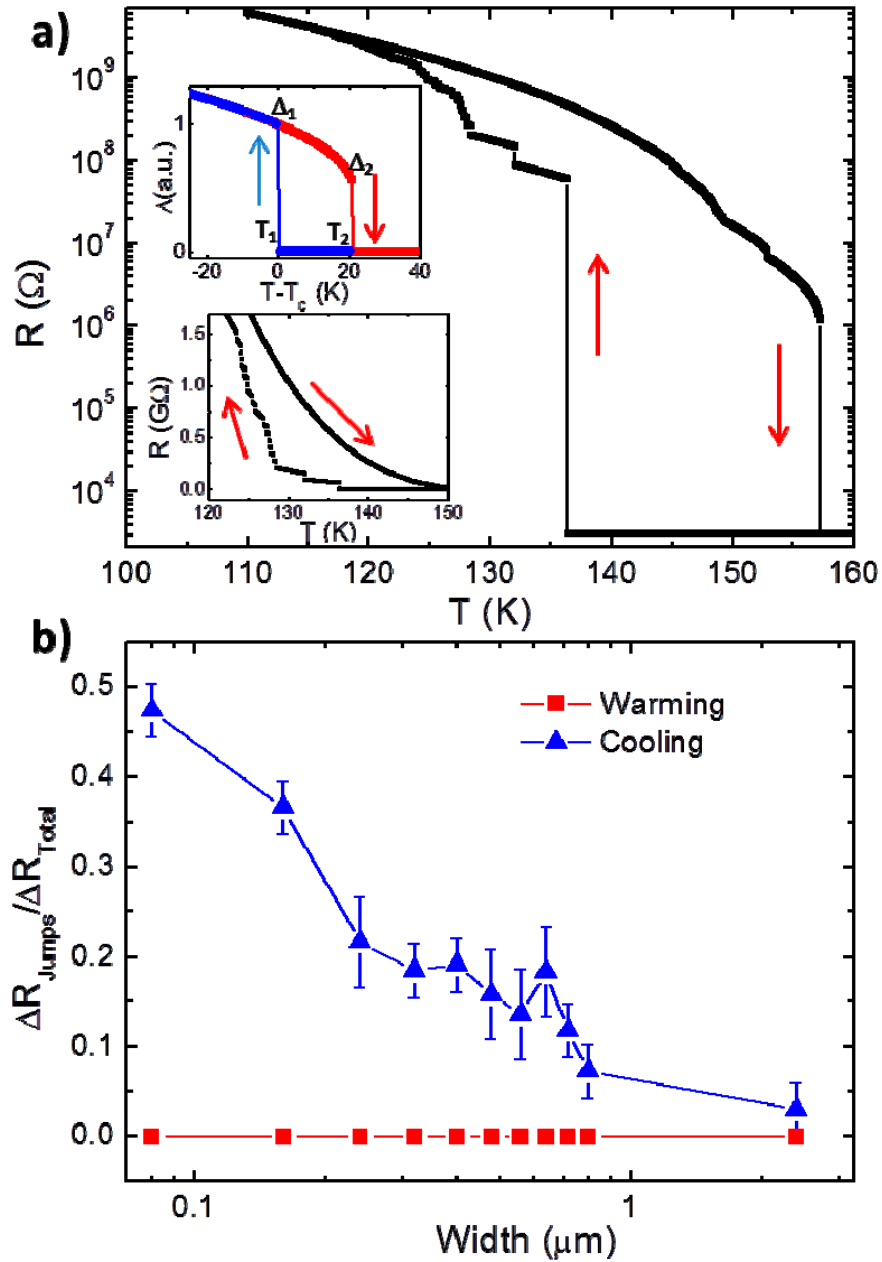 a)
10⁹
10⁸
10⁷
10⁶
10⁵
10⁴
R (Ω)
100 110 120 130 140 150 160
T (K)
1
0
Δ(a.u.)
Δ₁
Δ₂
T₁ T₂
-20 0 20 40
T-T꜀ (K)
1.5
1.0
0.5
0.0
R (GΩ)
120 130 140 150
T (K)
b)
0.5
0.4
0.3
0.2
0.1
0.0
ΔR_Jumps/ΔR_Total
Warming
Cooling
0.1 1
Width (μm)